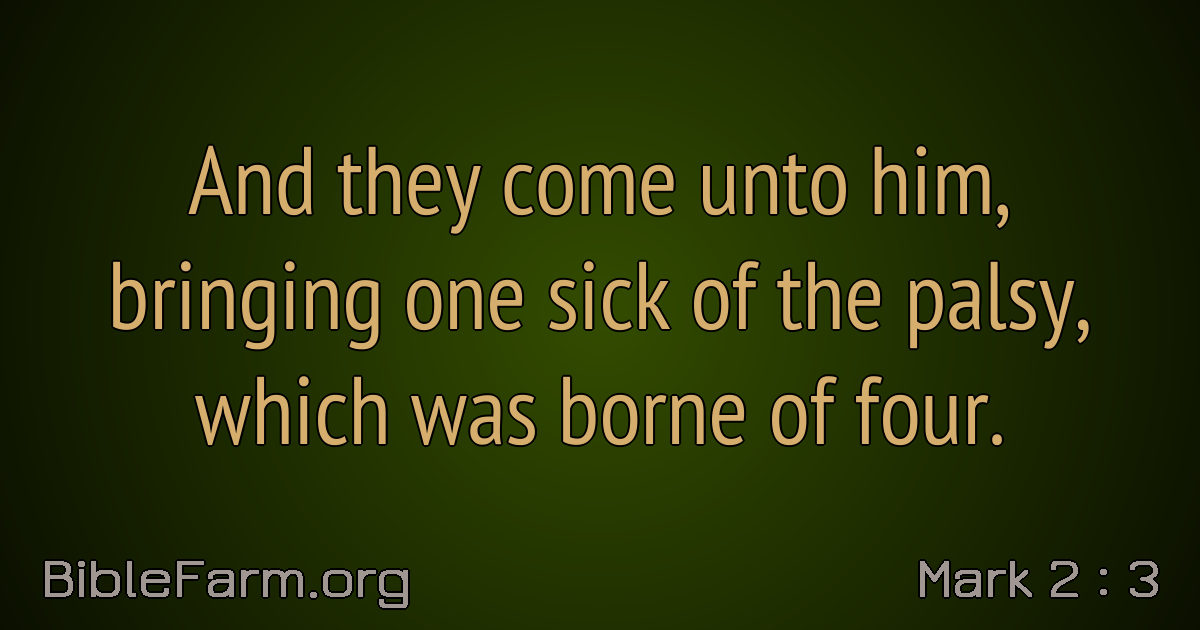 And they come unto him,
bringing one sick of the palsy,
which was borne of four.
BibleFarm.org
Mark 2 : 3